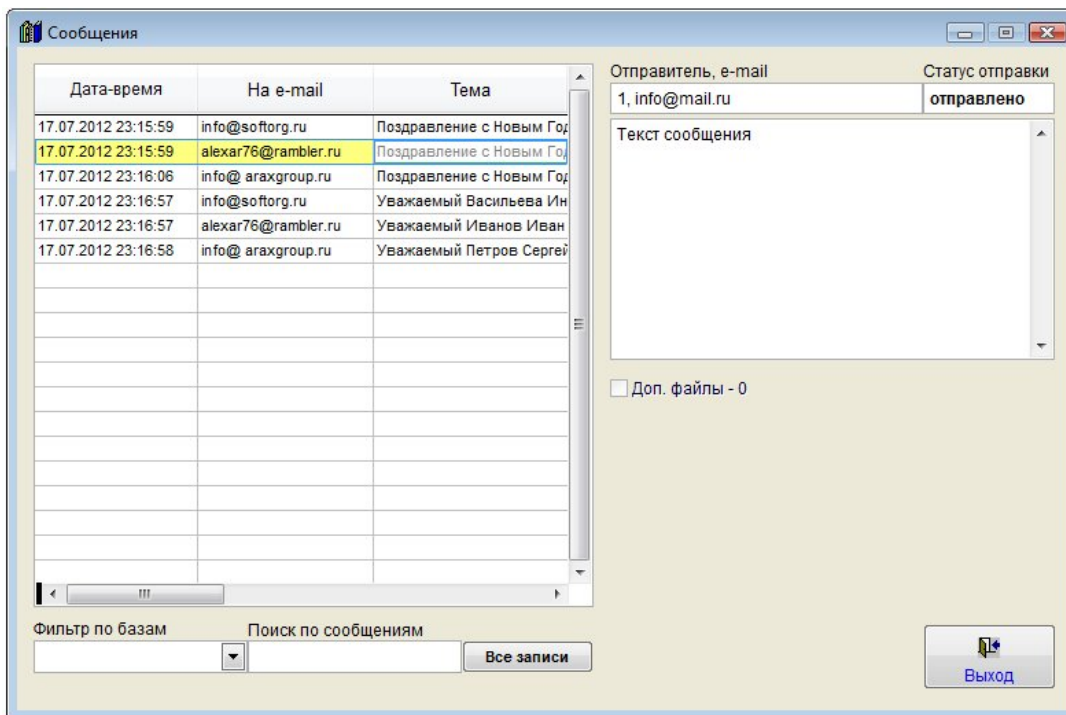 Сообщения
Дата-время На e-mail Тема
17.07.2012 23:15:59 info@softorg.ru Поздравление с Новым Год
17.07.2012 23:15:59 alexar76@rambler.ru Поздравление с Новым Год
17.07.2012 23:16:06 info@ araxgroup.ru Поздравление с Новым Год
17.07.2012 23:16:57 info@softorg.ru Уважаемый Васильева Ин
17.07.2012 23:16:57 alexar76@rambler.ru Уважаемый Иванов Иван
17.07.2012 23:16:58 info@ araxgroup.ru Уважаемый Петров Сергей
Фильтр по базам Поиск по сообщениям
Все записи
Отправитель, e-mail Статус отправки
1, info@mail.ru отправлено
Текст сообщения
Доп. файлы - 0
Выход